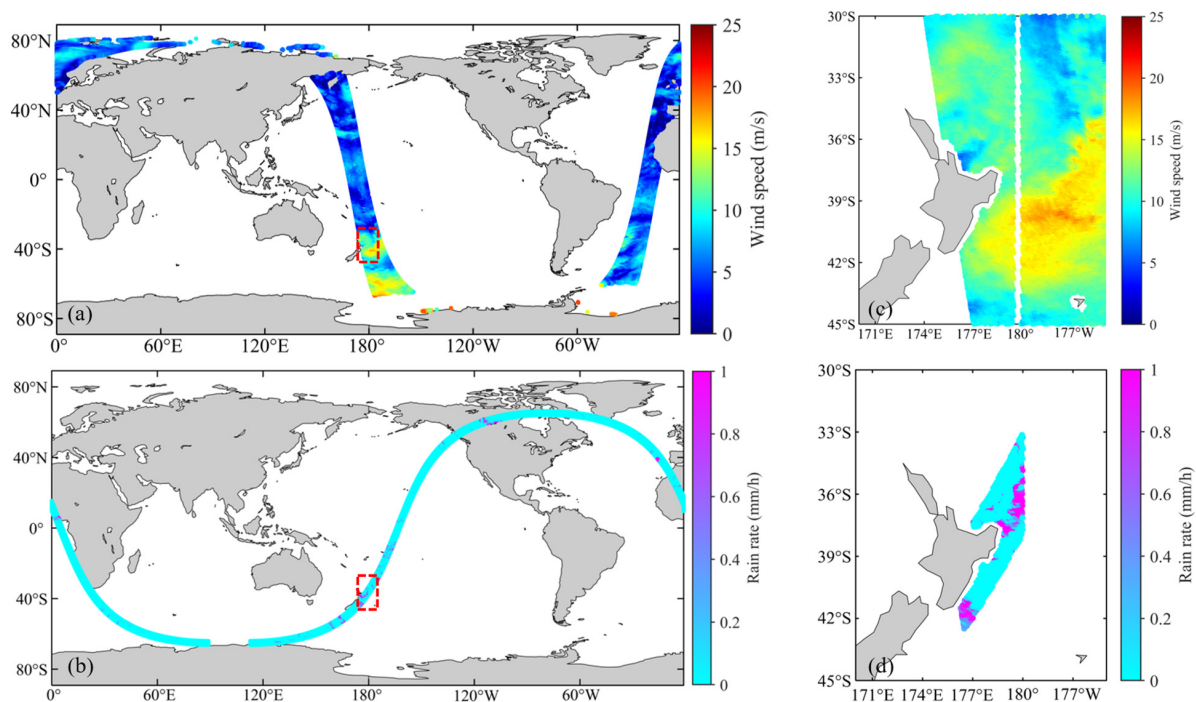 80°N
40°N
0°
40°S
80°S
(a)
0°
60°E
120°E
180°
120°W
60°W
25
20
15
10
5
0
Wind speed (m/s)
30°S
33°S
36°S
39°S
42°S
45°S
(c)
171°E
174°E
177°E
180°
177°W
25
20
15
10
5
0
Wind speed (m/s)
80°N
40°N
0°
40°S
80°S
(b)
0°
60°E
120°E
180°
120°W
60°W
1
0.8
0.6
0.4
0.2
0
Rain rate (mm/h)
30°S
33°S
36°S
39°S
42°S
45°S
(d)
171°E
174°E
177°E
180°
177°W
1
0.8
0.6
0.4
0.2
0
Rain rate (mm/h)